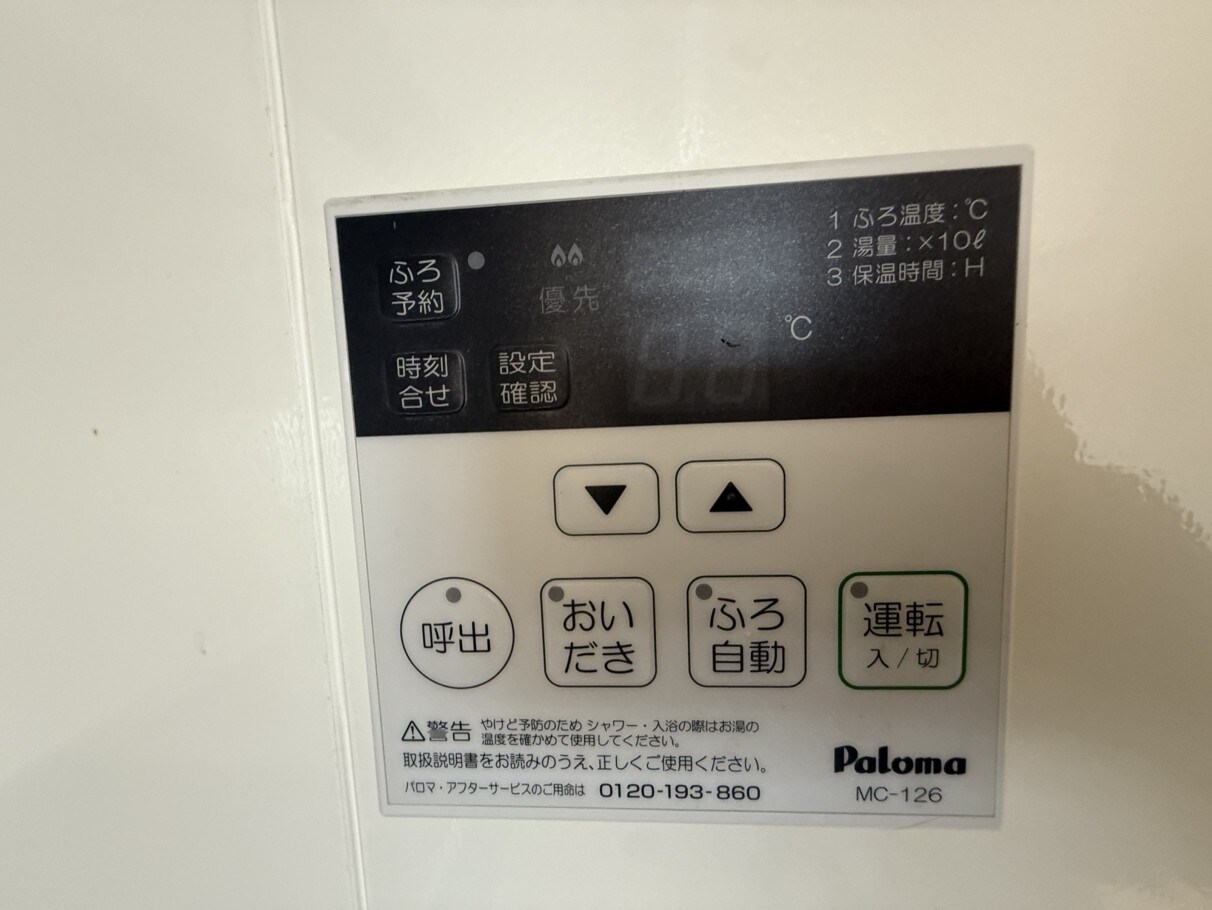 ふろ
予約
優先
1 ふろ温度:℃
2 湯量:×10ℓ
3 保温時間:H
時刻
合せ
設定
確認
℃
▼
▲
呼出
おい
だき
ふろ
自動
運転
入/切
⚠警告 やけど予防のため シャワー・入浴の際はお湯の
温度を確かめて使用してください。
取扱説明書をお読みのうえ、正しくご使用ください。
パロマ・アフターサービスのご用命は 0120-193-860
Paloma
MC-126